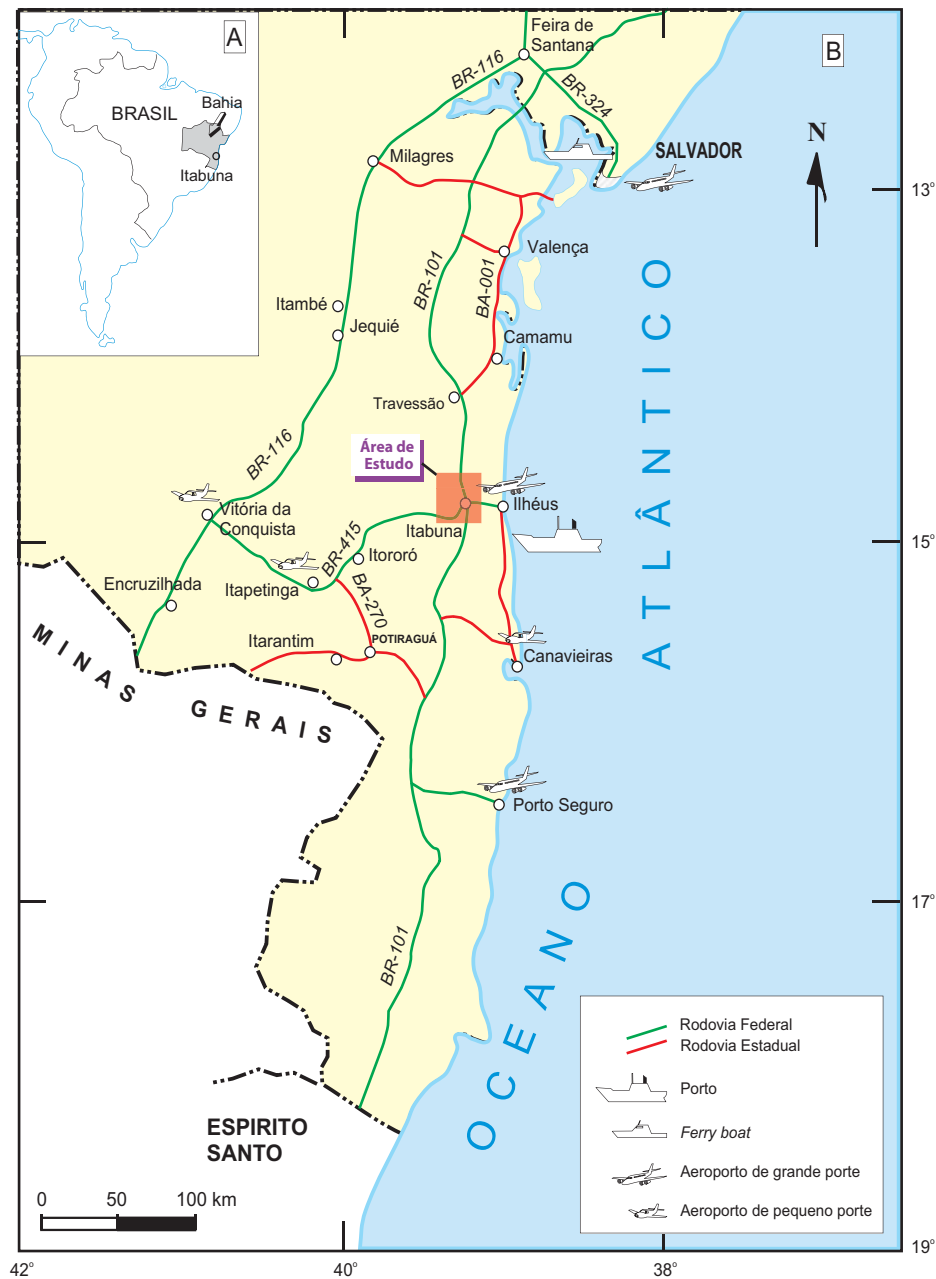 A
BRASIL
Bahia
Itabuna
B
Feira de
Santana
BR-116
BR-324
SALVADOR
N
Milagres
13°
Valença
BR-101
BA-001
Itambé
Jequié
Camamu
Travessão
ATLÂNTICO
Área de
Estudo
BR-116
Vitória da
Conquista
Ilhéus
Itabuna
BR-415
Itororó
15°
Encruzilhada
Itapetinga
BA-270
Itarantim
POTIRAGUÁ
Canavieiras
MINAS GERAIS
Porto Seguro
OCEANO
17°
BR-101
Rodovia Federal
Rodovia Estadual
Porto
Ferry boat
Aeroporto de grande porte
Aeroporto de pequeno porte
ESPIRITO
SANTO
0 50 100 km
19°
42° 40° 38°